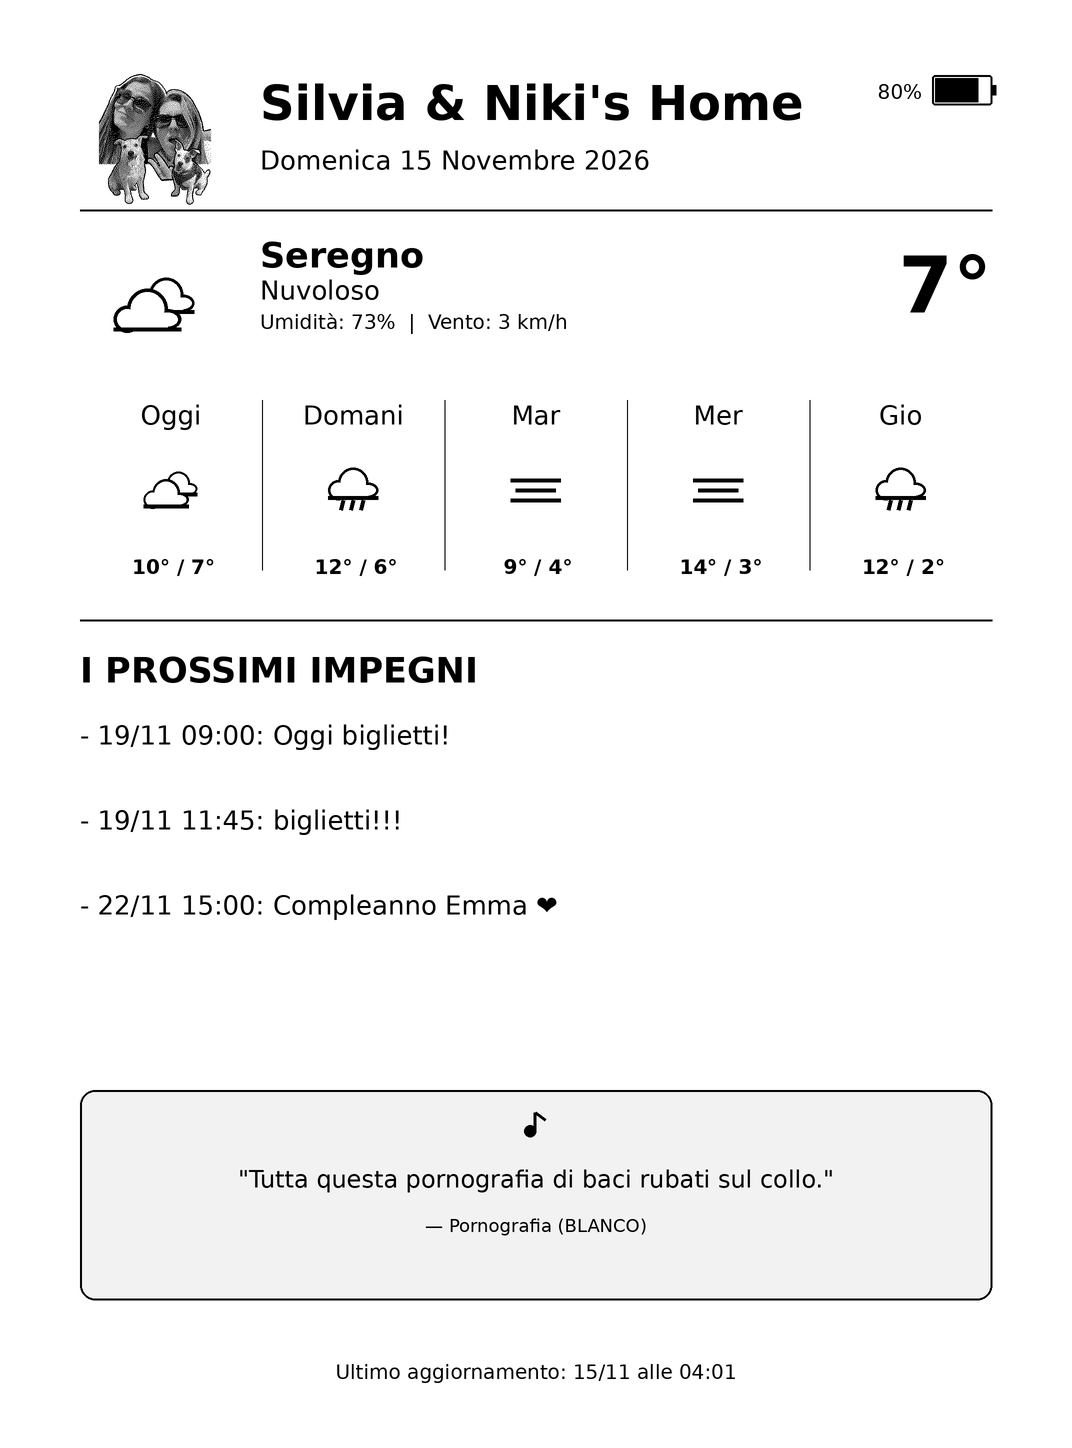 Silvia & Niki's Home
80%
Domenica 15 Novembre 2026
Seregno
7°
Nuvoloso
Umidità: 73% | Vento: 3 km/h
Oggi Domani Mar Mer Gio
10° / 7° 12° / 6° 9° / 4° 14° / 3° 12° / 2°
I PROSSIMI IMPEGNI
- 19/11 09:00: Oggi biglietti!
- 19/11 11:45: biglietti!!!
- 22/11 15:00: Compleanno Emma ❤
"Tutta questa pornografia di baci rubati sul collo."
— Pornografia (BLANCO)
Ultimo aggiornamento: 15/11 alle 04:01